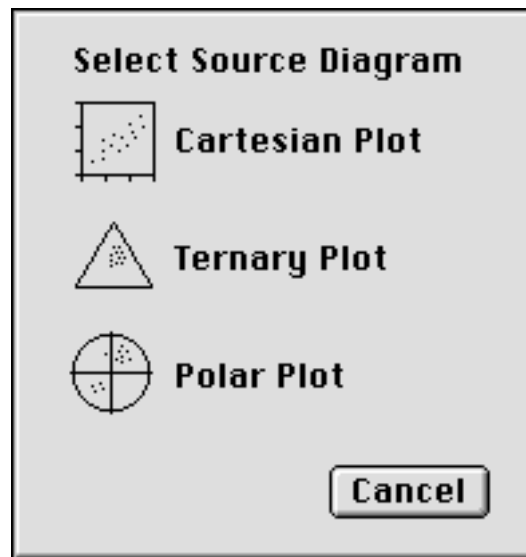 Select Source Diagram
Cartesian Plot
Ternary Plot
Polar Plot
Cancel